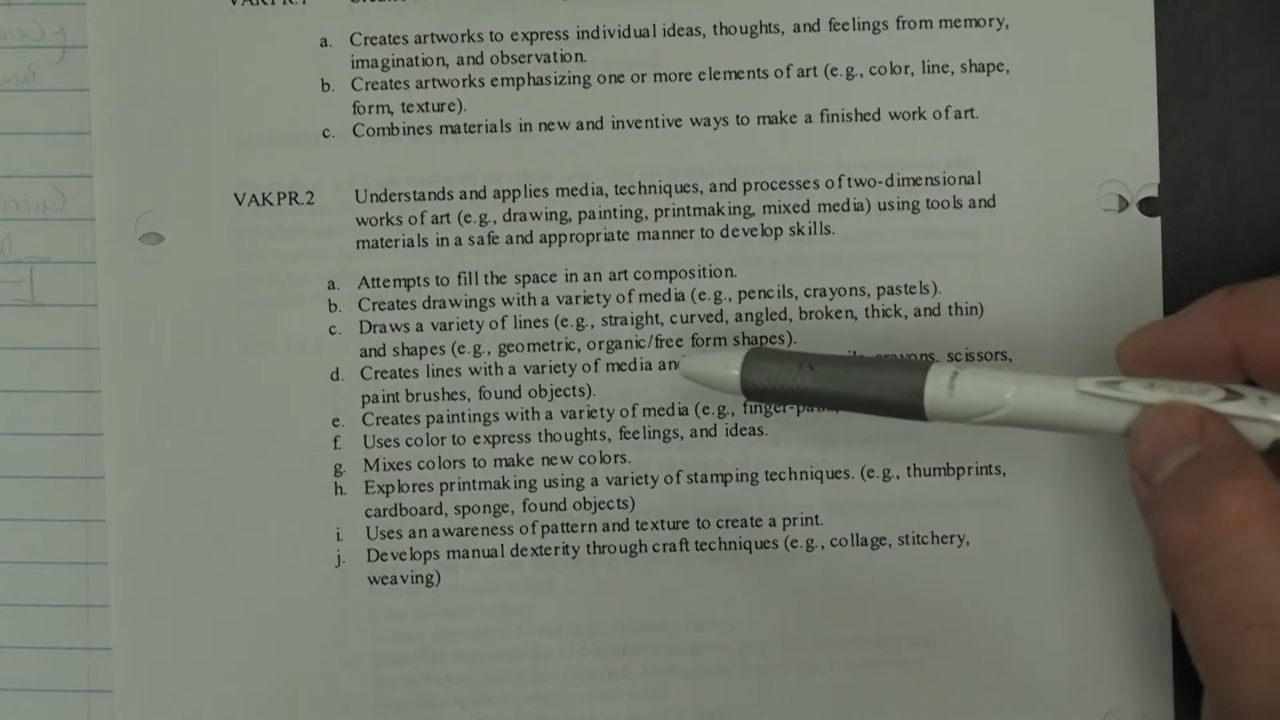 a. Creates artworks to express individual ideas, thoughts, and feelings from memory,
imagination, and observation.
b. Creates artworks emphasizing one or more elements of art (e.g., color, line, shape,
form, texture).
c. Combines materials in new and inventive ways to make a finished work of art.
VAKPR.2 Understands and applies media, techniques, and processes of two-dimensional
works of art (e.g., drawing, painting, printmaking, mixed media) using tools and
materials in a safe and appropriate manner to develop skills.
a. Attempts to fill the space in an art composition.
b. Creates drawings with a variety of media (e.g., pencils, crayons, pastels).
c. Draws a variety of lines (e.g., straight, curved, angled, broken, thick, and thin)
and shapes (e.g., geometric, organic/free form shapes).
d. Creates lines with a variety of media and crayons, scissors,
paint brushes, found objects).
e. Creates paintings with a variety of media (e.g.,
f. Uses color to express thoughts, feelings, and ideas.
g. Mixes colors to make new colors.
h. Explores printmaking using a variety of stamping techniques. (e.g., thumbprints,
cardboard, sponge, found objects)
i. Uses an awareness of pattern and texture to create a print.
j. Develops manual dexterity through craft techniques (e.g., collage, stitchery,
weaving)